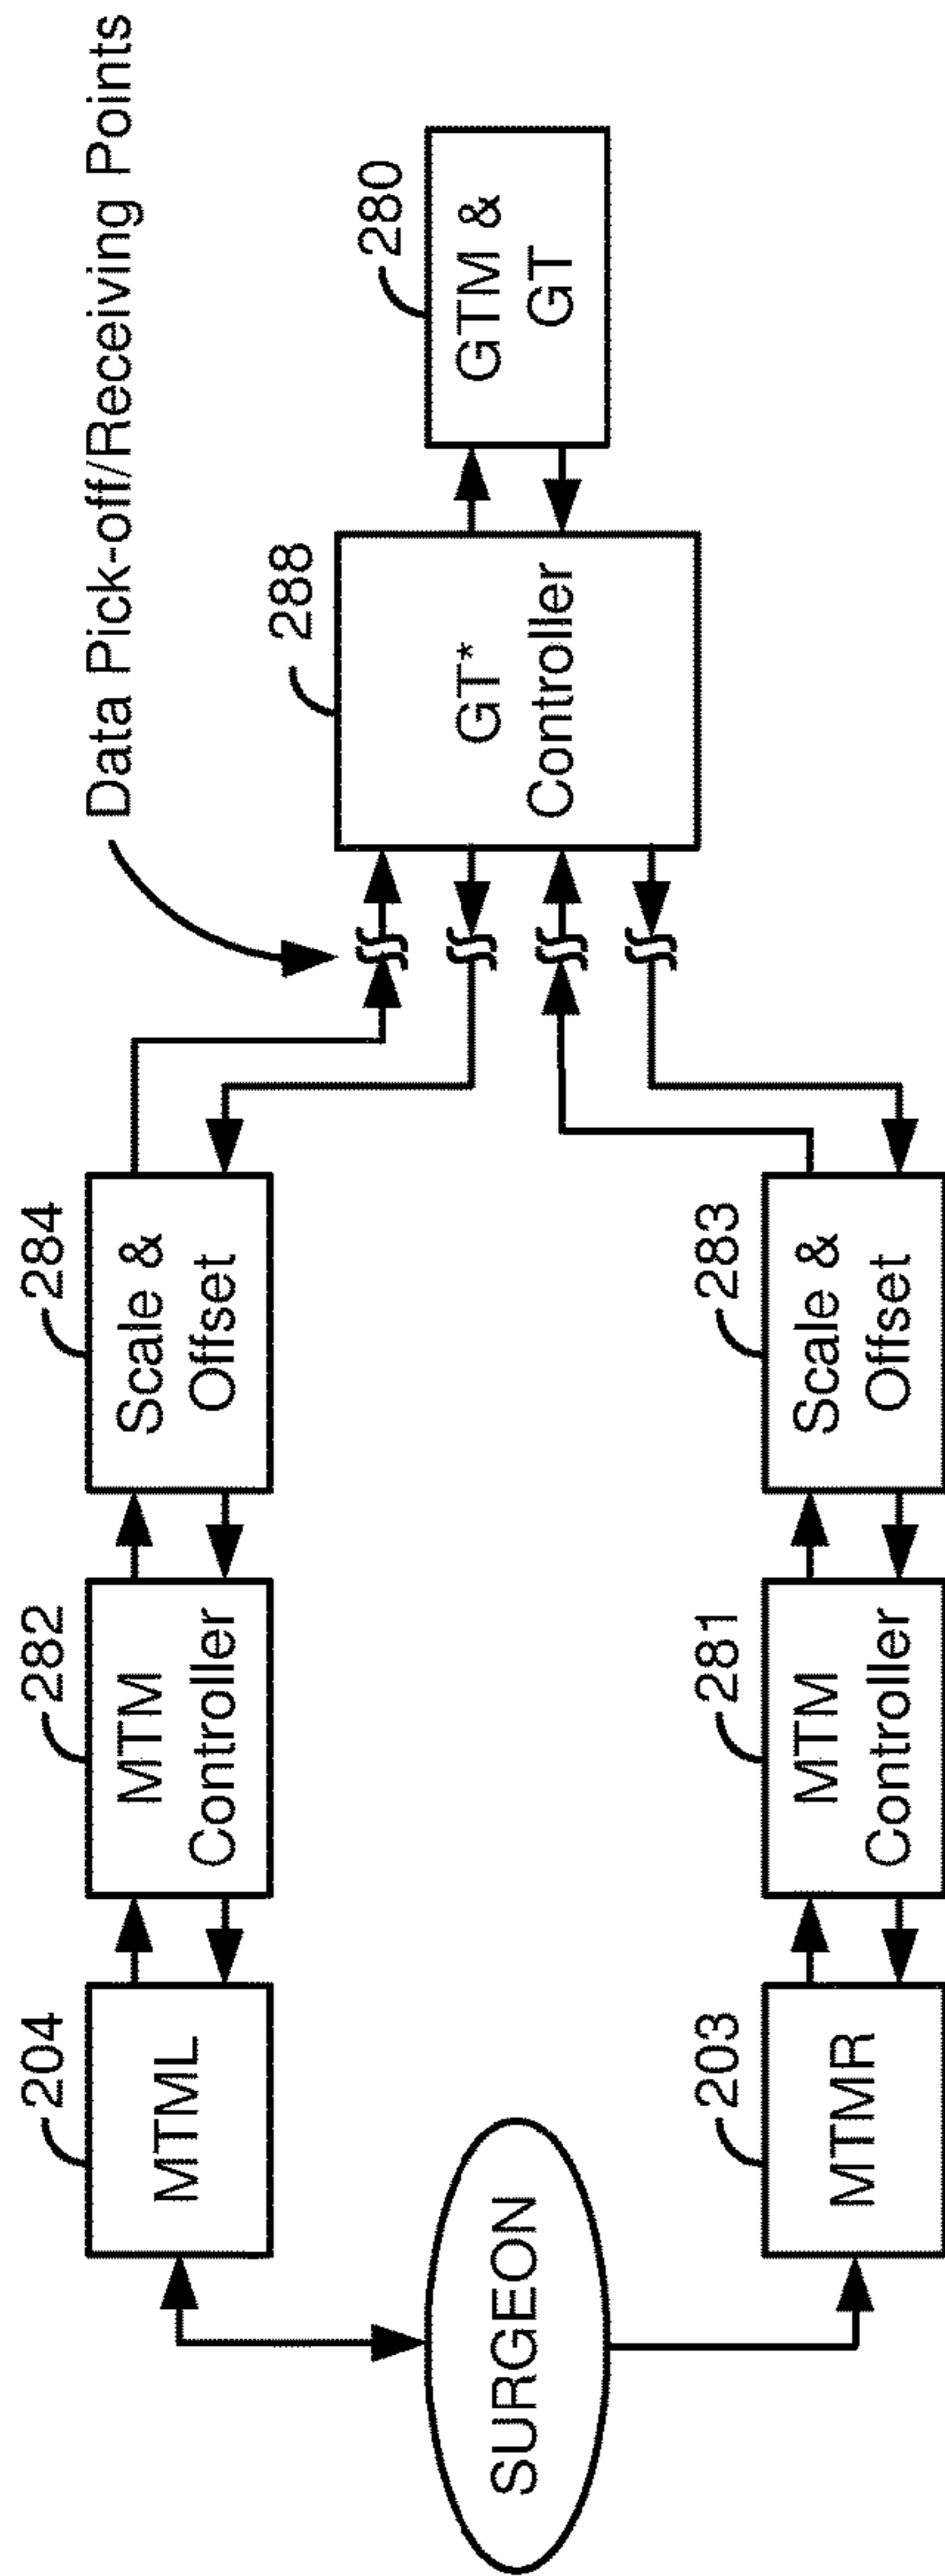 Data Pick-off/Receiving Points
204
MTML
282
MTM
Controller
284
Scale &
Offset
288
GT*
Controller
280
GTM &
GT
SURGEON
203
MTMR
281
MTM
Controller
283
Scale &
Offset